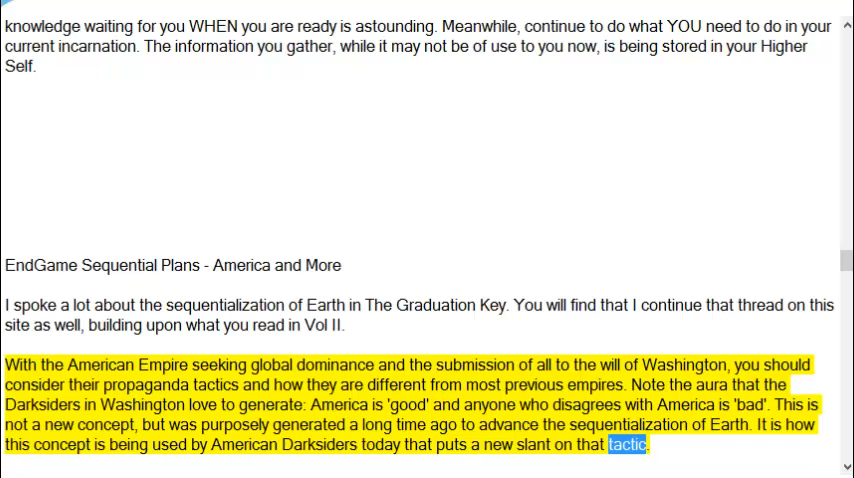 knowledge waiting for you WHEN you are ready is astounding. Meanwhile, continue to do what YOU need to do in your
current incarnation. The information you gather, while it may not be of use to you now, is being stored in your Higher
Self.
EndGame Sequential Plans - America and More
I spoke a lot about the sequentialization of Earth in The Graduation Key. You will find that I continue that thread on this
site as well, building upon what you read in Vol II.
With the American Empire seeking global dominance and the submission of all to the will of Washington, you should
consider their propaganda tactics and how they are different from most previous empires. Note the aura that the
Darksiders in Washington love to generate: America is 'good' and anyone who disagrees with America is 'bad'. This is
not a new concept, but was purposely generated a long time ago to advance the sequentialization of Earth. It is how
this concept is being used by American Darksiders today that puts a new slant on that tactic.